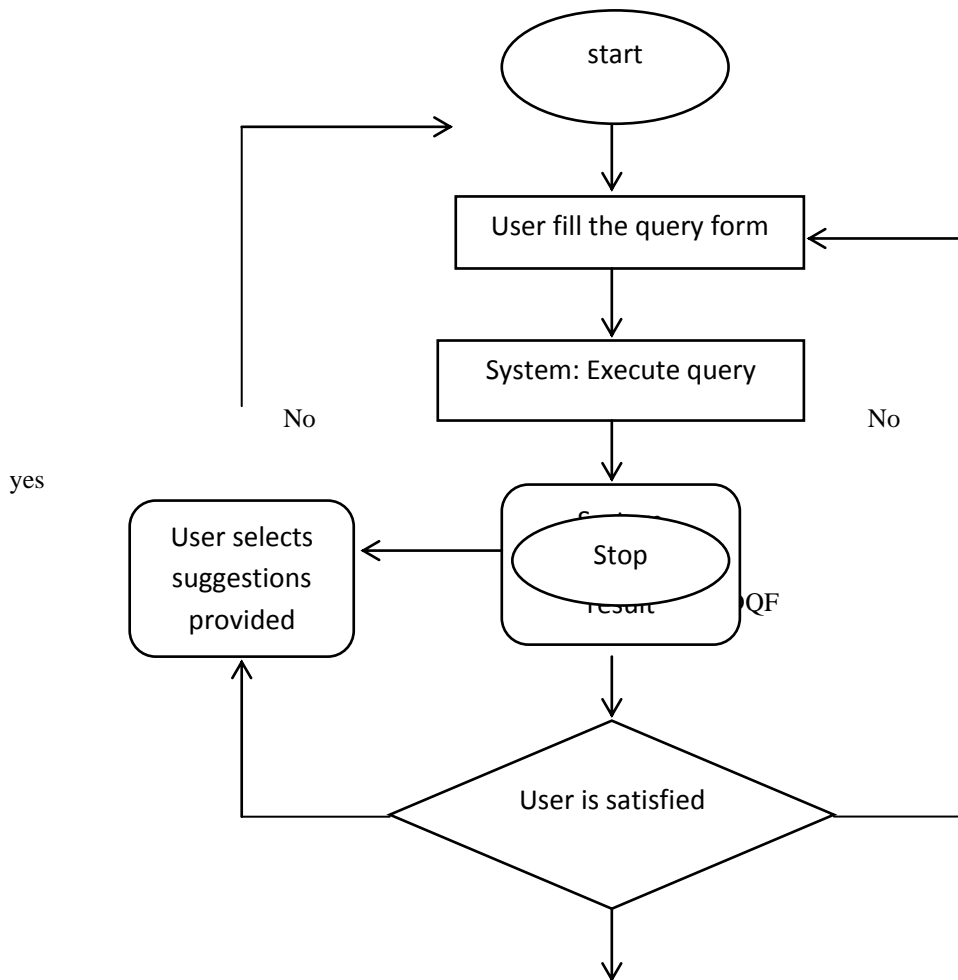 start
User fill the query form
System: Execute query
No
No
yes
User selects
suggestions
provided
Stop
result
QF
User is satisfied